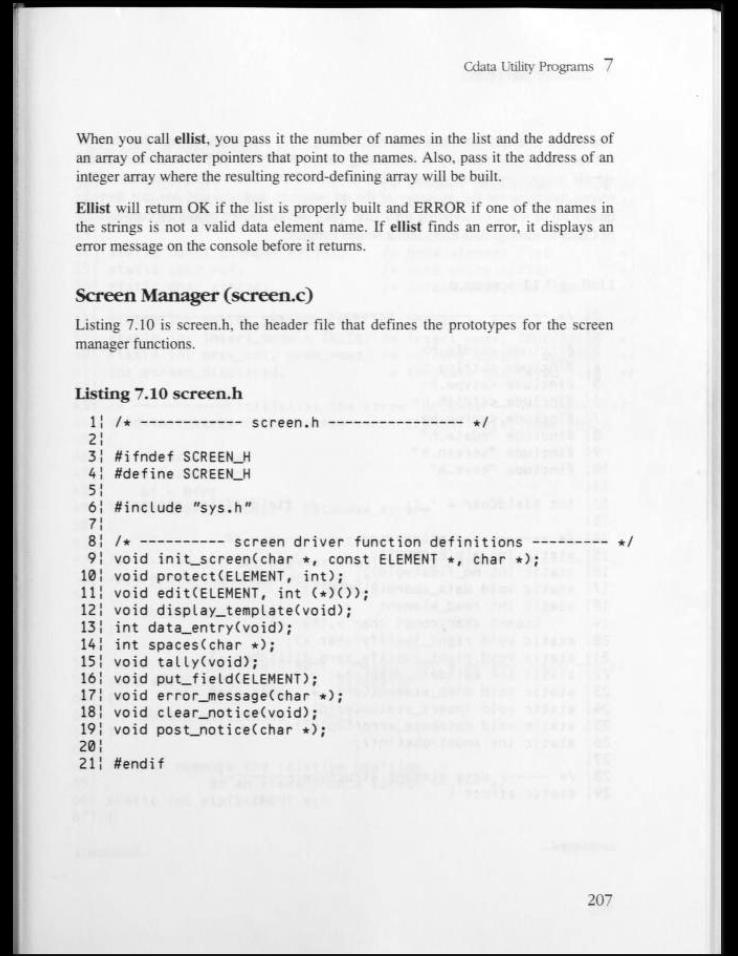 Cdata Utility Programs 7
When you call ellist, you pass it the number of names in the list and the address of
an array of character pointers that point to the names. Also, pass it the address of an
integer array where the resulting record-defining array will be built.
Ellist will return OK if the list is properly built and ERROR if one of the names in
the strings is not a valid data element name. If ellist finds an error, it displays an
error message on the console before it returns.
Screen Manager (screen.c)
Listing 7.10 is screen.h, the header file that defines the prototypes for the screen
manager functions.
Listing 7.10 screen.h
1¦ /* ------------ screen.h ---------------- */
2¦
3¦ #ifndef SCREEN_H
4¦ #define SCREEN_H
5¦
6¦ #include "sys.h"
7¦
8¦ /* ---------- screen driver function definitions --------- */
9¦ void init_screen(char *, const ELEMENT *, char *);
10¦ void protect(ELEMENT, int);
11¦ void edit(ELEMENT, int (*)());
12¦ void display_template(void);
13¦ int data_entry(void);
14¦ int spaces(char *);
15¦ void tally(void);
16¦ void put_field(ELEMENT);
17¦ void error_message(char *);
18¦ void clear_notice(void);
19¦ void post_notice(char *);
20¦
21¦ #endif
207